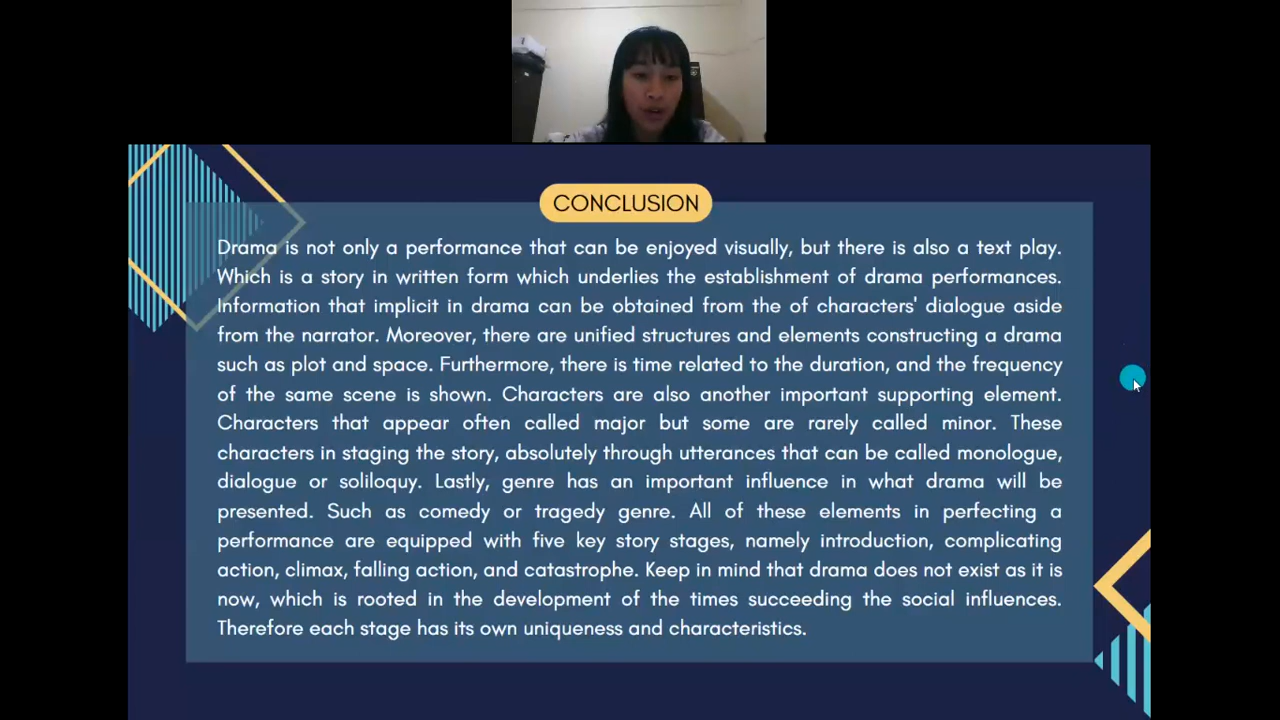 CONCLUSION
Drama is not only a performance that can be enjoyed visually, but there is also a text play.
Which is a story in written form which underlies the establishment of drama performances.
Information that implicit in drama can be obtained from the of characters' dialogue aside
from the narrator. Moreover, there are unified structures and elements constructing a drama
such as plot and space. Furthermore, there is time related to the duration, and the frequency
of the same scene is shown. Characters are also another important supporting element.
Characters that appear often called major but some are rarely called minor. These
characters in staging the story, absolutely through utterances that can be called monologue,
dialogue or soliloquy. Lastly, genre has an important influence in what drama will be
presented. Such as comedy or tragedy genre. All of these elements in perfecting a
performance are equipped with five key story stages, namely introduction, complicating
action, climax, falling action, and catastrophe. Keep in mind that drama does not exist as it is
now, which is rooted in the development of the times succeeding the social influences.
Therefore each stage has its own uniqueness and characteristics.